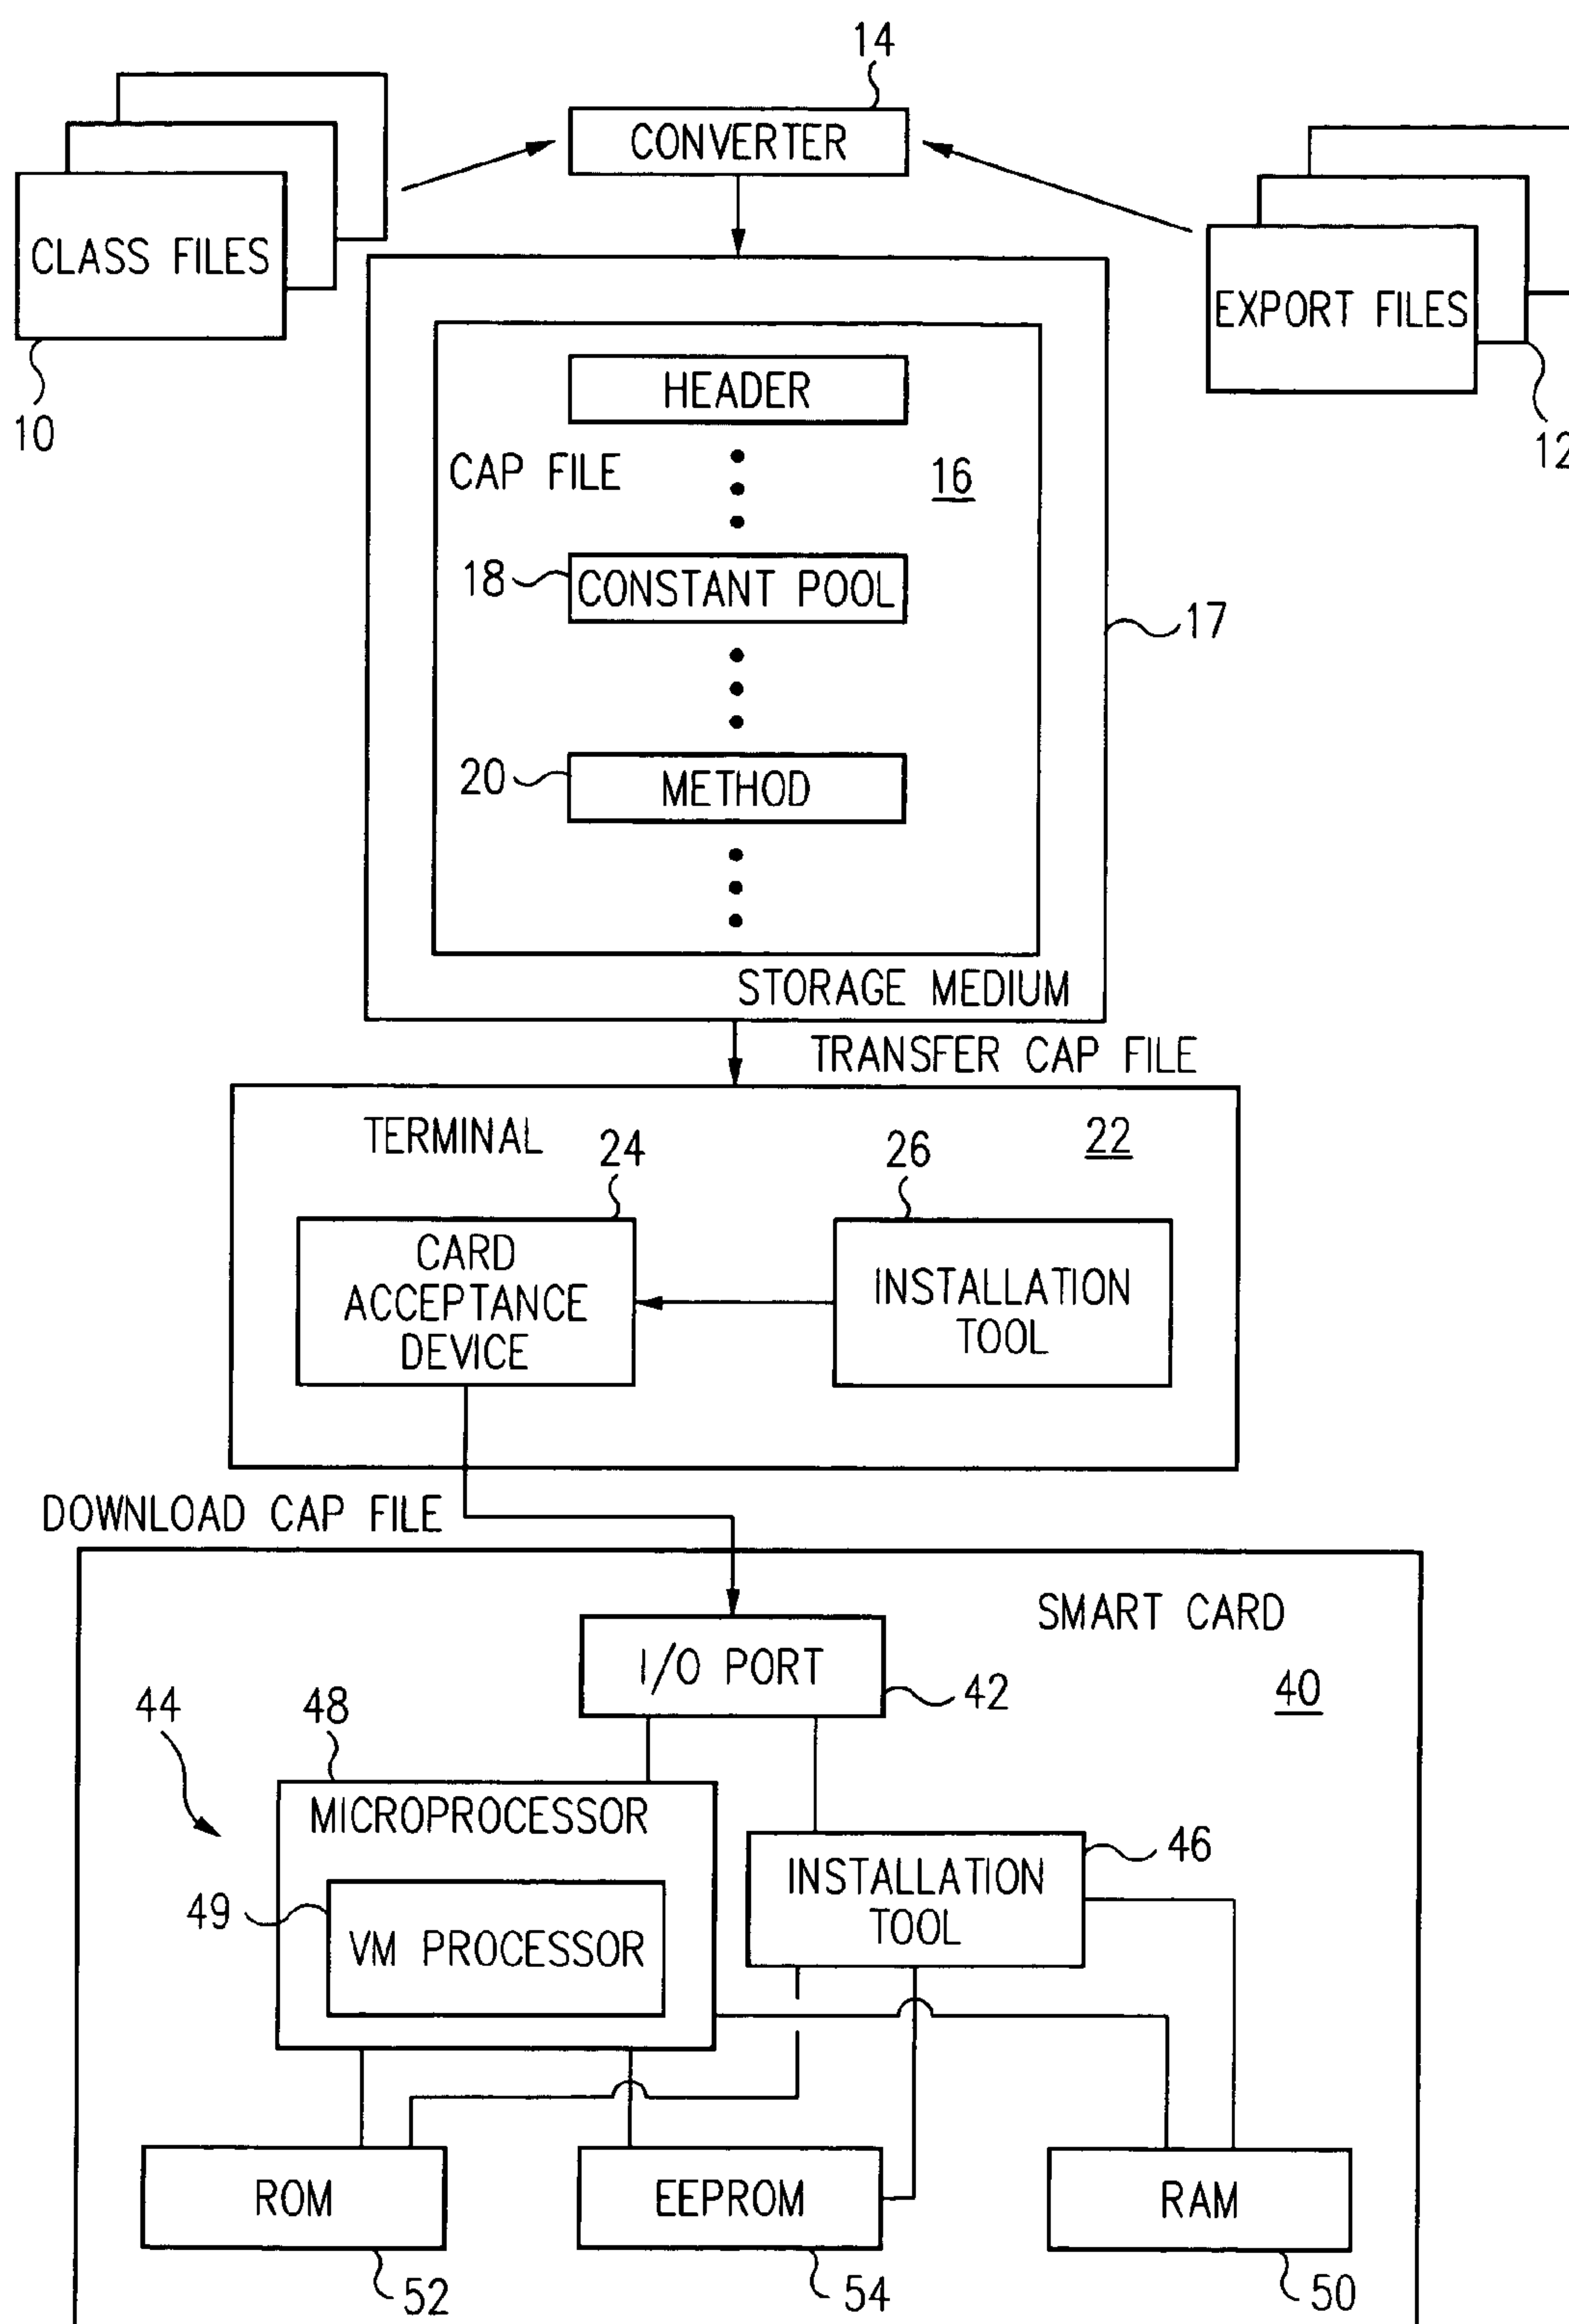 14
CONVERTER
CLASS FILES
EXPORT FILES
10
12
HEADER
CAP FILE
16
18
CONSTANT POOL
17
20
METHOD
STORAGE MEDIUM
TRANSFER CAP FILE
TERMINAL
24
26
22
CARD
ACCEPTANCE
DEVICE
INSTALLATION
TOOL
DOWNLOAD CAP FILE
SMART CARD
I/O PORT
42
40
44
48
MICROPROCESSOR
46
INSTALLATION
TOOL
49
VM PROCESSOR
ROM
EEPROM
RAM
52
54
50